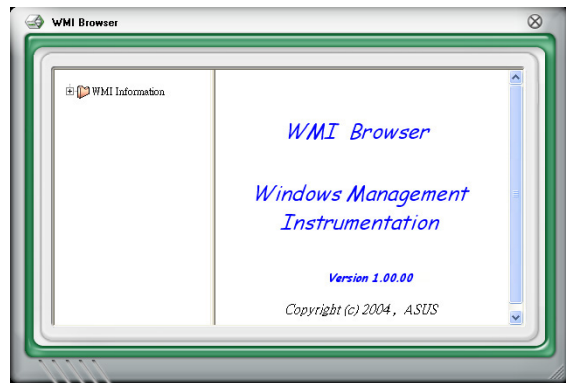 WMI Browser
WMI Information
WMI Browser
Windows Management
Instrumentation
Version 1.00.00
Copyright (c) 2004, ASUS